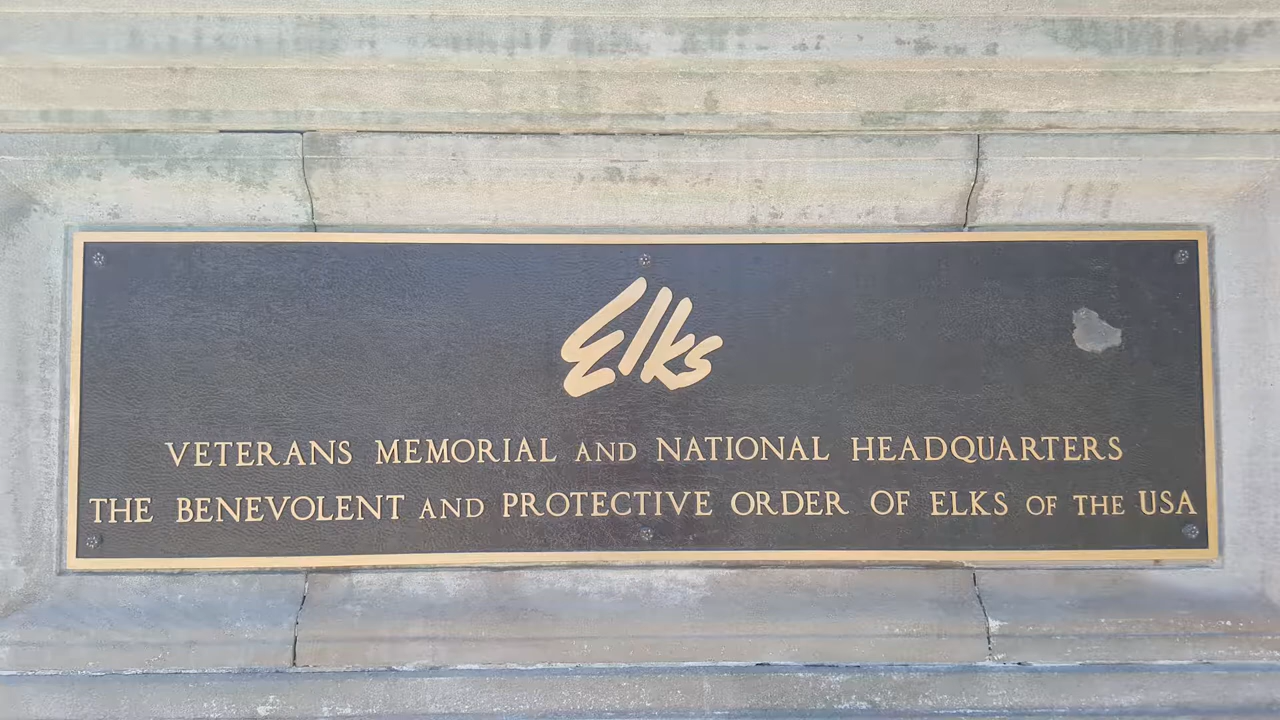 Elks
VETERANS MEMORIAL AND NATIONAL HEADQUARTERS
THE BENEVOLENT AND PROTECTIVE ORDER OF ELKS OF THE USA